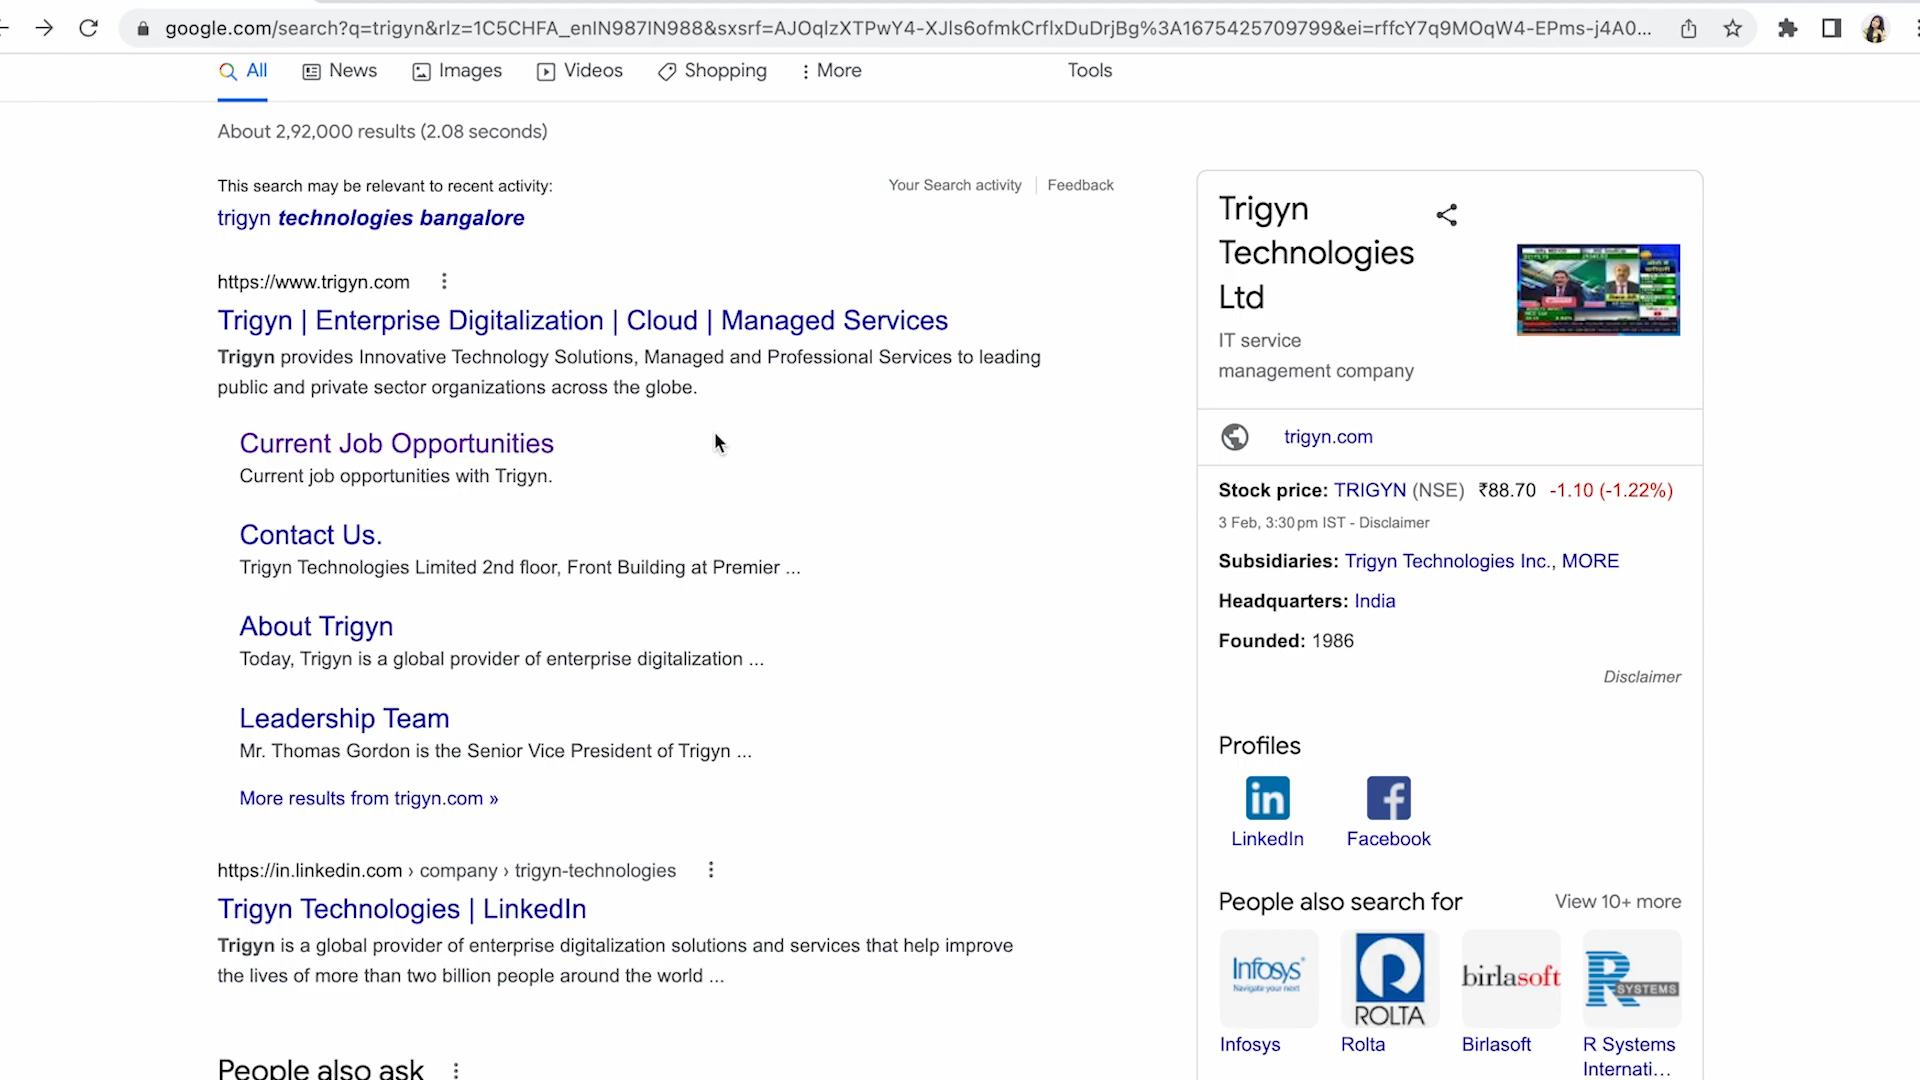 google.com/search?q=trigyn&rlz=1C5CHFA_enIN987IN988&sxsrf=AJOqlzXTPwY4-XJls6ofmkCrflxDuDrjBg%3A1675425709799&ei=rffcY7q9MOqW4-EPms-j4A0...
All News Images Videos Shopping More Tools
About 2,92,000 results (2.08 seconds)
This search may be relevant to recent activity:
Your Search activity Feedback
trigyn technologies bangalore
https://www.trigyn.com
Trigyn | Enterprise Digitalization | Cloud | Managed Services
Trigyn provides Innovative Technology Solutions, Managed and Professional Services to leading
public and private sector organizations across the globe.
Current Job Opportunities
Current job opportunities with Trigyn.
Contact Us.
Trigyn Technologies Limited 2nd floor, Front Building at Premier ...
About Trigyn
Today, Trigyn is a global provider of enterprise digitalization ...
Leadership Team
Mr. Thomas Gordon is the Senior Vice President of Trigyn ...
More results from trigyn.com »
https://in.linkedin.com › company › trigyn-technologies
Trigyn Technologies | LinkedIn
Trigyn is a global provider of enterprise digitalization solutions and services that help improve
the lives of more than two billion people around the world ...
People also ask
Trigyn
Technologies
Ltd
IT service
management company
trigyn.com
Stock price: TRIGYN (NSE) ₹88.70 -1.10 (-1.22%)
3 Feb, 3:30 pm IST - Disclaimer
Subsidiaries: Trigyn Technologies Inc., MORE
Headquarters: India
Founded: 1986
Disclaimer
Profiles
in
LinkedIn Facebook
People also search for View 10+ more
Infosys
Navigate your next
ROLTA
birlasoft
R SYSTEMS
Infosys Rolta Birlasoft R Systems
Internati...